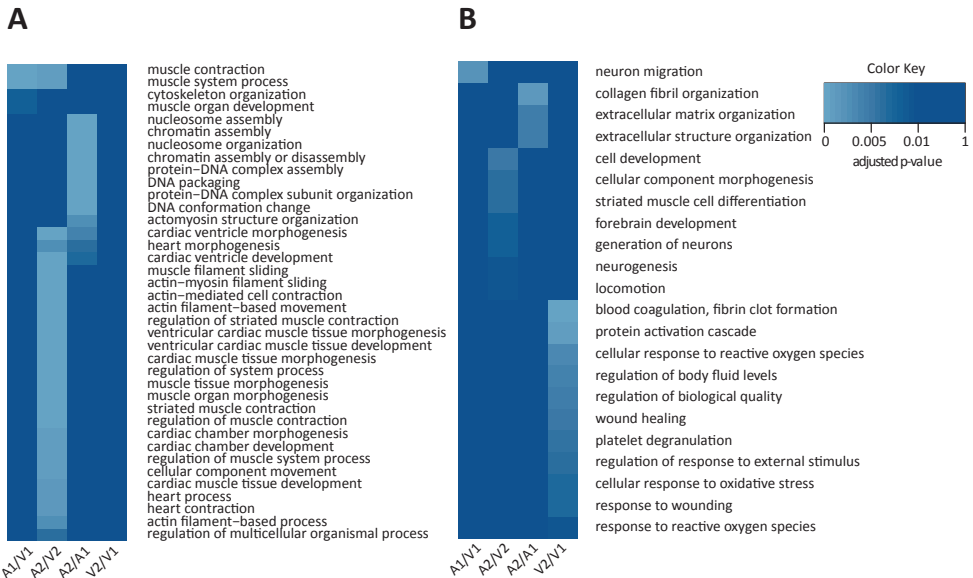 A
muscle contraction
muscle system process
cytoskeleton organization
muscle organ development
nucleosome assembly
chromatin assembly
nucleosome organization
chromatin assembly or disassembly
protein−DNA complex assembly
DNA packaging
protein−DNA complex subunit organization
DNA conformation change
actomyosin structure organization
cardiac ventricle morphogenesis
heart morphogenesis
cardiac ventricle development
muscle filament sliding
actin−myosin filament sliding
actin−mediated cell contraction
actin filament−based movement
regulation of striated muscle contraction
ventricular cardiac muscle tissue morphogenesis
ventricular cardiac muscle tissue development
cardiac muscle tissue morphogenesis
regulation of system process
muscle tissue morphogenesis
muscle organ morphogenesis
striated muscle contraction
regulation of muscle contraction
cardiac chamber morphogenesis
cardiac chamber development
regulation of muscle system process
cellular component movement
cardiac muscle tissue development
heart process
heart contraction
actin filament−based process
regulation of multicellular organismal process
A1/V1
A2/V2
A2/A1
V2/V1
B
neuron migration
collagen fibril organization
extracellular matrix organization
extracellular structure organization
cell development
cellular component morphogenesis
striated muscle cell differentiation
forebrain development
generation of neurons
neurogenesis
locomotion
blood coagulation, fibrin clot formation
protein activation cascade
cellular response to reactive oxygen species
regulation of body fluid levels
regulation of biological quality
wound healing
platelet degranulation
regulation of response to external stimulus
cellular response to oxidative stress
response to wounding
response to reactive oxygen species
A1/V1
A2/V2
A2/A1
V2/V1
Color Key
0 0.005 0.01 1
adjusted p-value